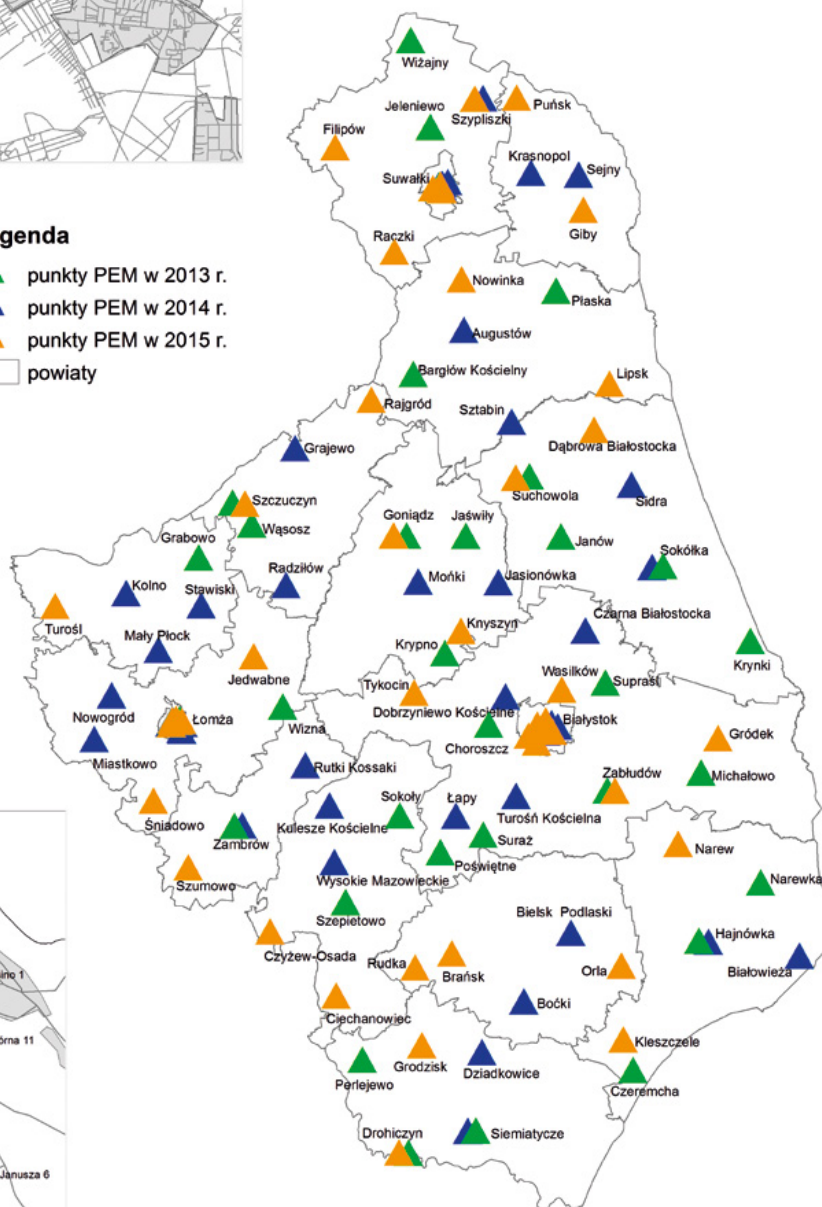 Wiżajny
Jeleniewo
Szypliszki
Puńsk
Filipów
Krasnopol
Sejny
Suwałki
Giby
Raczki
genda
punkty PEM w 2013 r.
punkty PEM w 2014 r.
punkty PEM w 2015 r.
powiaty
Nowinka
Płaska
Augustów
Bargłów Kościelny
Lipsk
Rajgród
Sztabin
Dąbrowa Białostocka
Grajewo
Suchowola
Sidra
Szczuczyn
Wąsosz
Goniądz
Jaświły
Janów
Grabowo
Sokółka
Radziłów
Mońki
Jasionówka
Kolno
Stawiski
Turośl
Czarna Białostocka
Mały Płock
Knyszyn
Krypno
Krynki
Jedwabne
Wasilków
Supraśl
Tykocin
Dobrzyniewo Kościelne
Nowogród
Łomża
Wizna
Białystok
Choroszcz
Gródek
Miastkowo
Rutki Kossaki
Zabłudów
Michałowo
Śniadowo
Sokoły
Łapy
Kulesze Kościelne
Turośń Kościelna
Zambrów
Suraż
Narew
Poświętne
Szumowo
Wysokie Mazowieckie
Narewka
Szepietowo
Bielsk Podlaski
Hajnówka
Czyżew-Osada
Rudka
Brańsk
Orla
Białowieża
Ciechanowiec
Boćki
Kleszczele
Grodzisk
Dziadkowice
Perlejewo
Czeremcha
Drohiczyn
Siemiatycze
ino 1
órna 11
Janusza 6